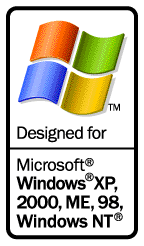 TM
Designed for
Microsoft®
Windows®XP,
2000, ME, 98,
Windows NT®